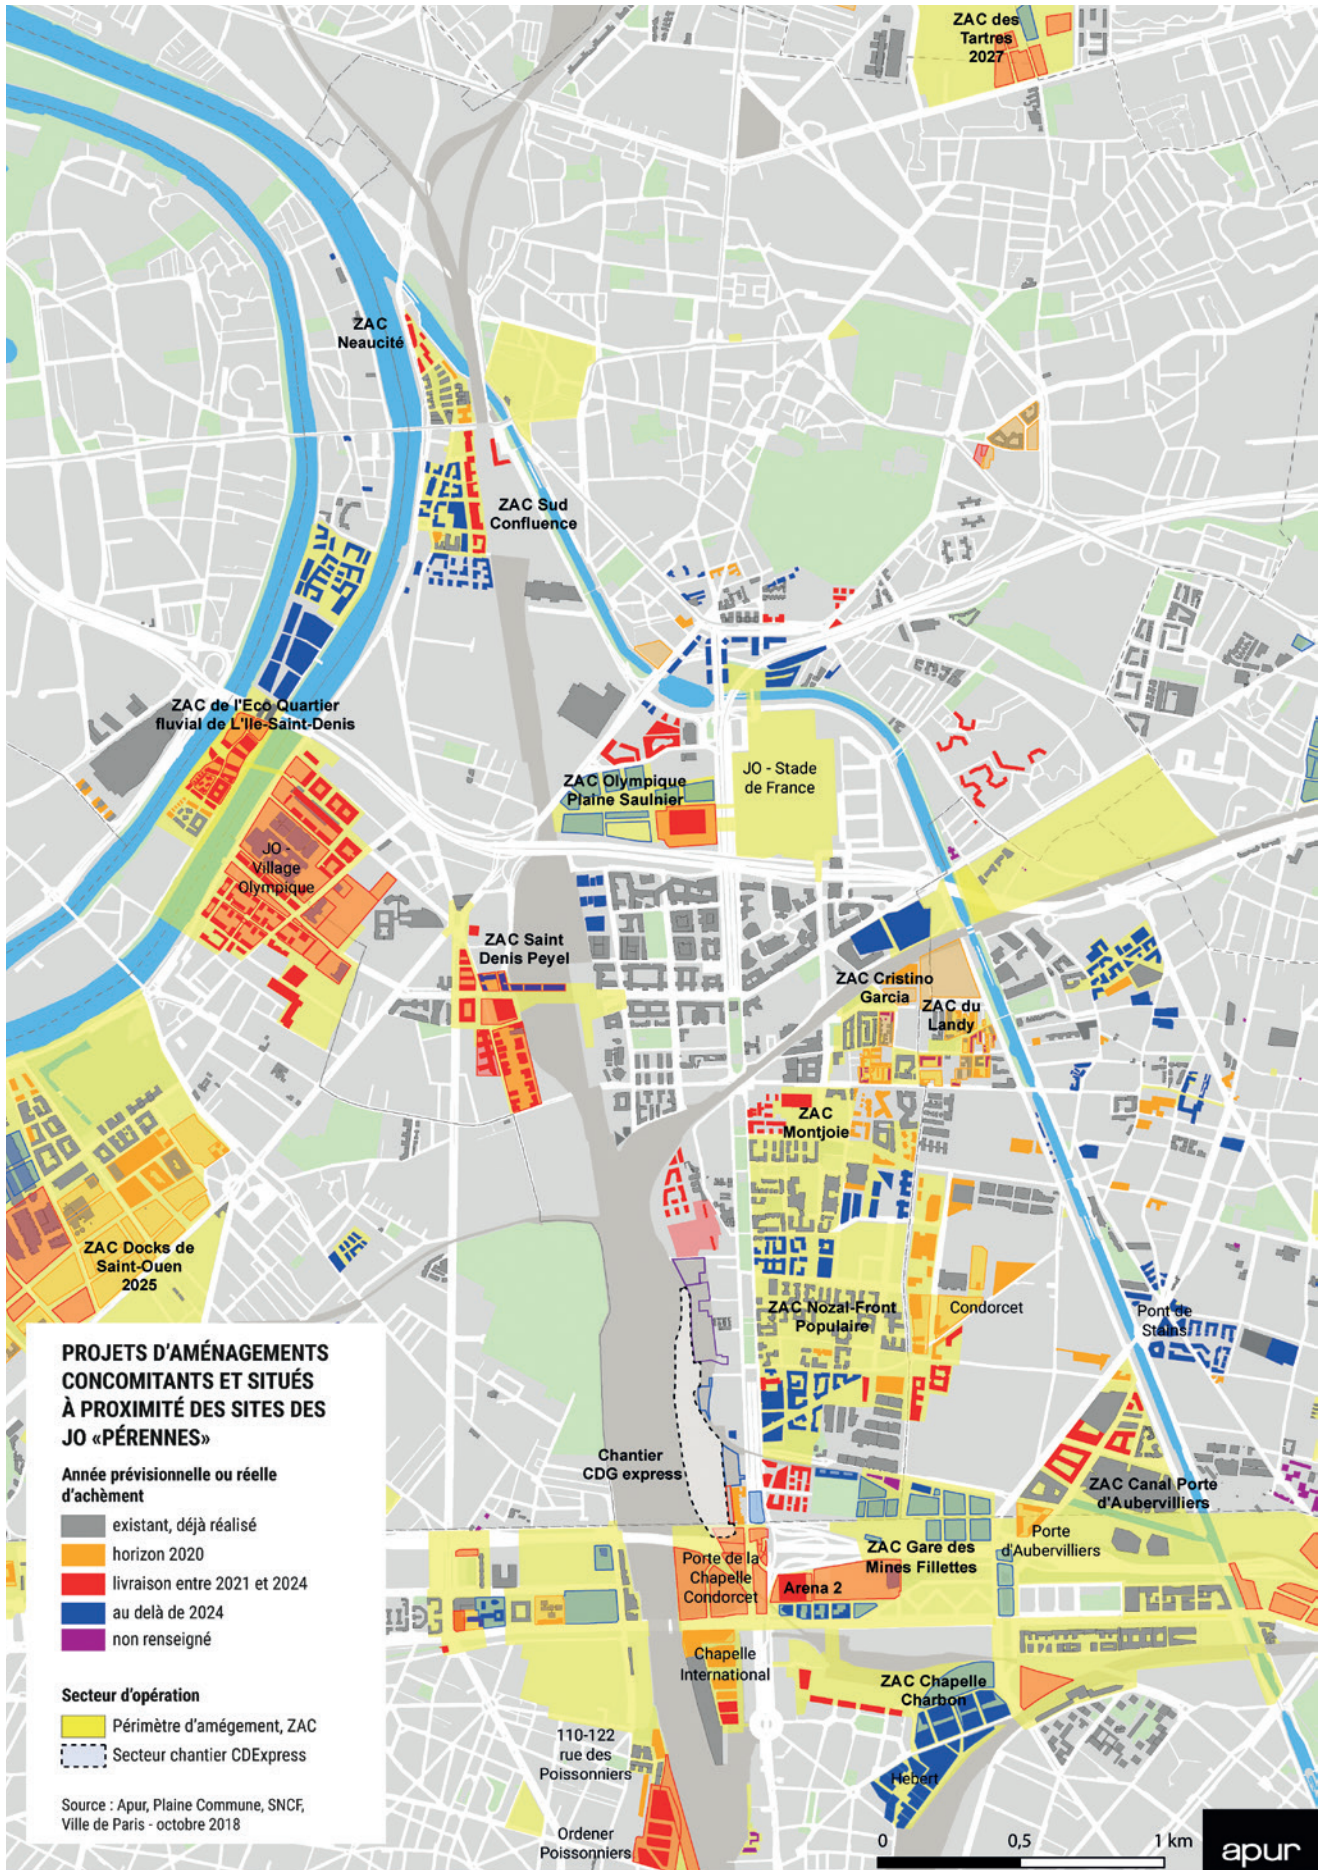 ZAC des
Tartres
2027
ZAC
Neaucité
ZAC Sud
Confluence
ZAC de l'Eco Quartier
fluvial de L'Ile-Saint-Denis
ZAC Olympique
Plaine Saulnier
JO - Stade
de France
JO -
Village
Olympique
ZAC Saint
Denis Peyel
ZAC Cristino
Garcia
ZAC du
Landy
ZAC
Montjoie
ZAC Docks de
Saint-Ouen
2025
ZAC Nozal-Front
Populaire
Condorcet
Pont de
Stains
Chantier
CDG express
ZAC Canal Porte
d'Aubervilliers
Porte
d'Aubervilliers
ZAC Gare des
Mines Fillettes
Porte de la
Chapelle
Condorcet
Arena 2
Chapelle
International
ZAC Chapelle
Charbon
110-122
rue des
Poissonniers
Hébert
Ordener
Poissonniers
PROJETS D'AMÉNAGEMENTS
CONCOMITANTS ET SITUÉS
À PROXIMITÉ DES SITES DES
JO «PÉRENNES»
Année prévisionnelle ou réelle
d'achèment
existant, déjà réalisé
horizon 2020
livraison entre 2021 et 2024
au delà de 2024
non renseigné
Secteur d'opération
Périmètre d'amégement, ZAC
Secteur chantier CDExpress
Source : Apur, Plaine Commune, SNCF,
Ville de Paris - octobre 2018
0 0,5 1 km
apur